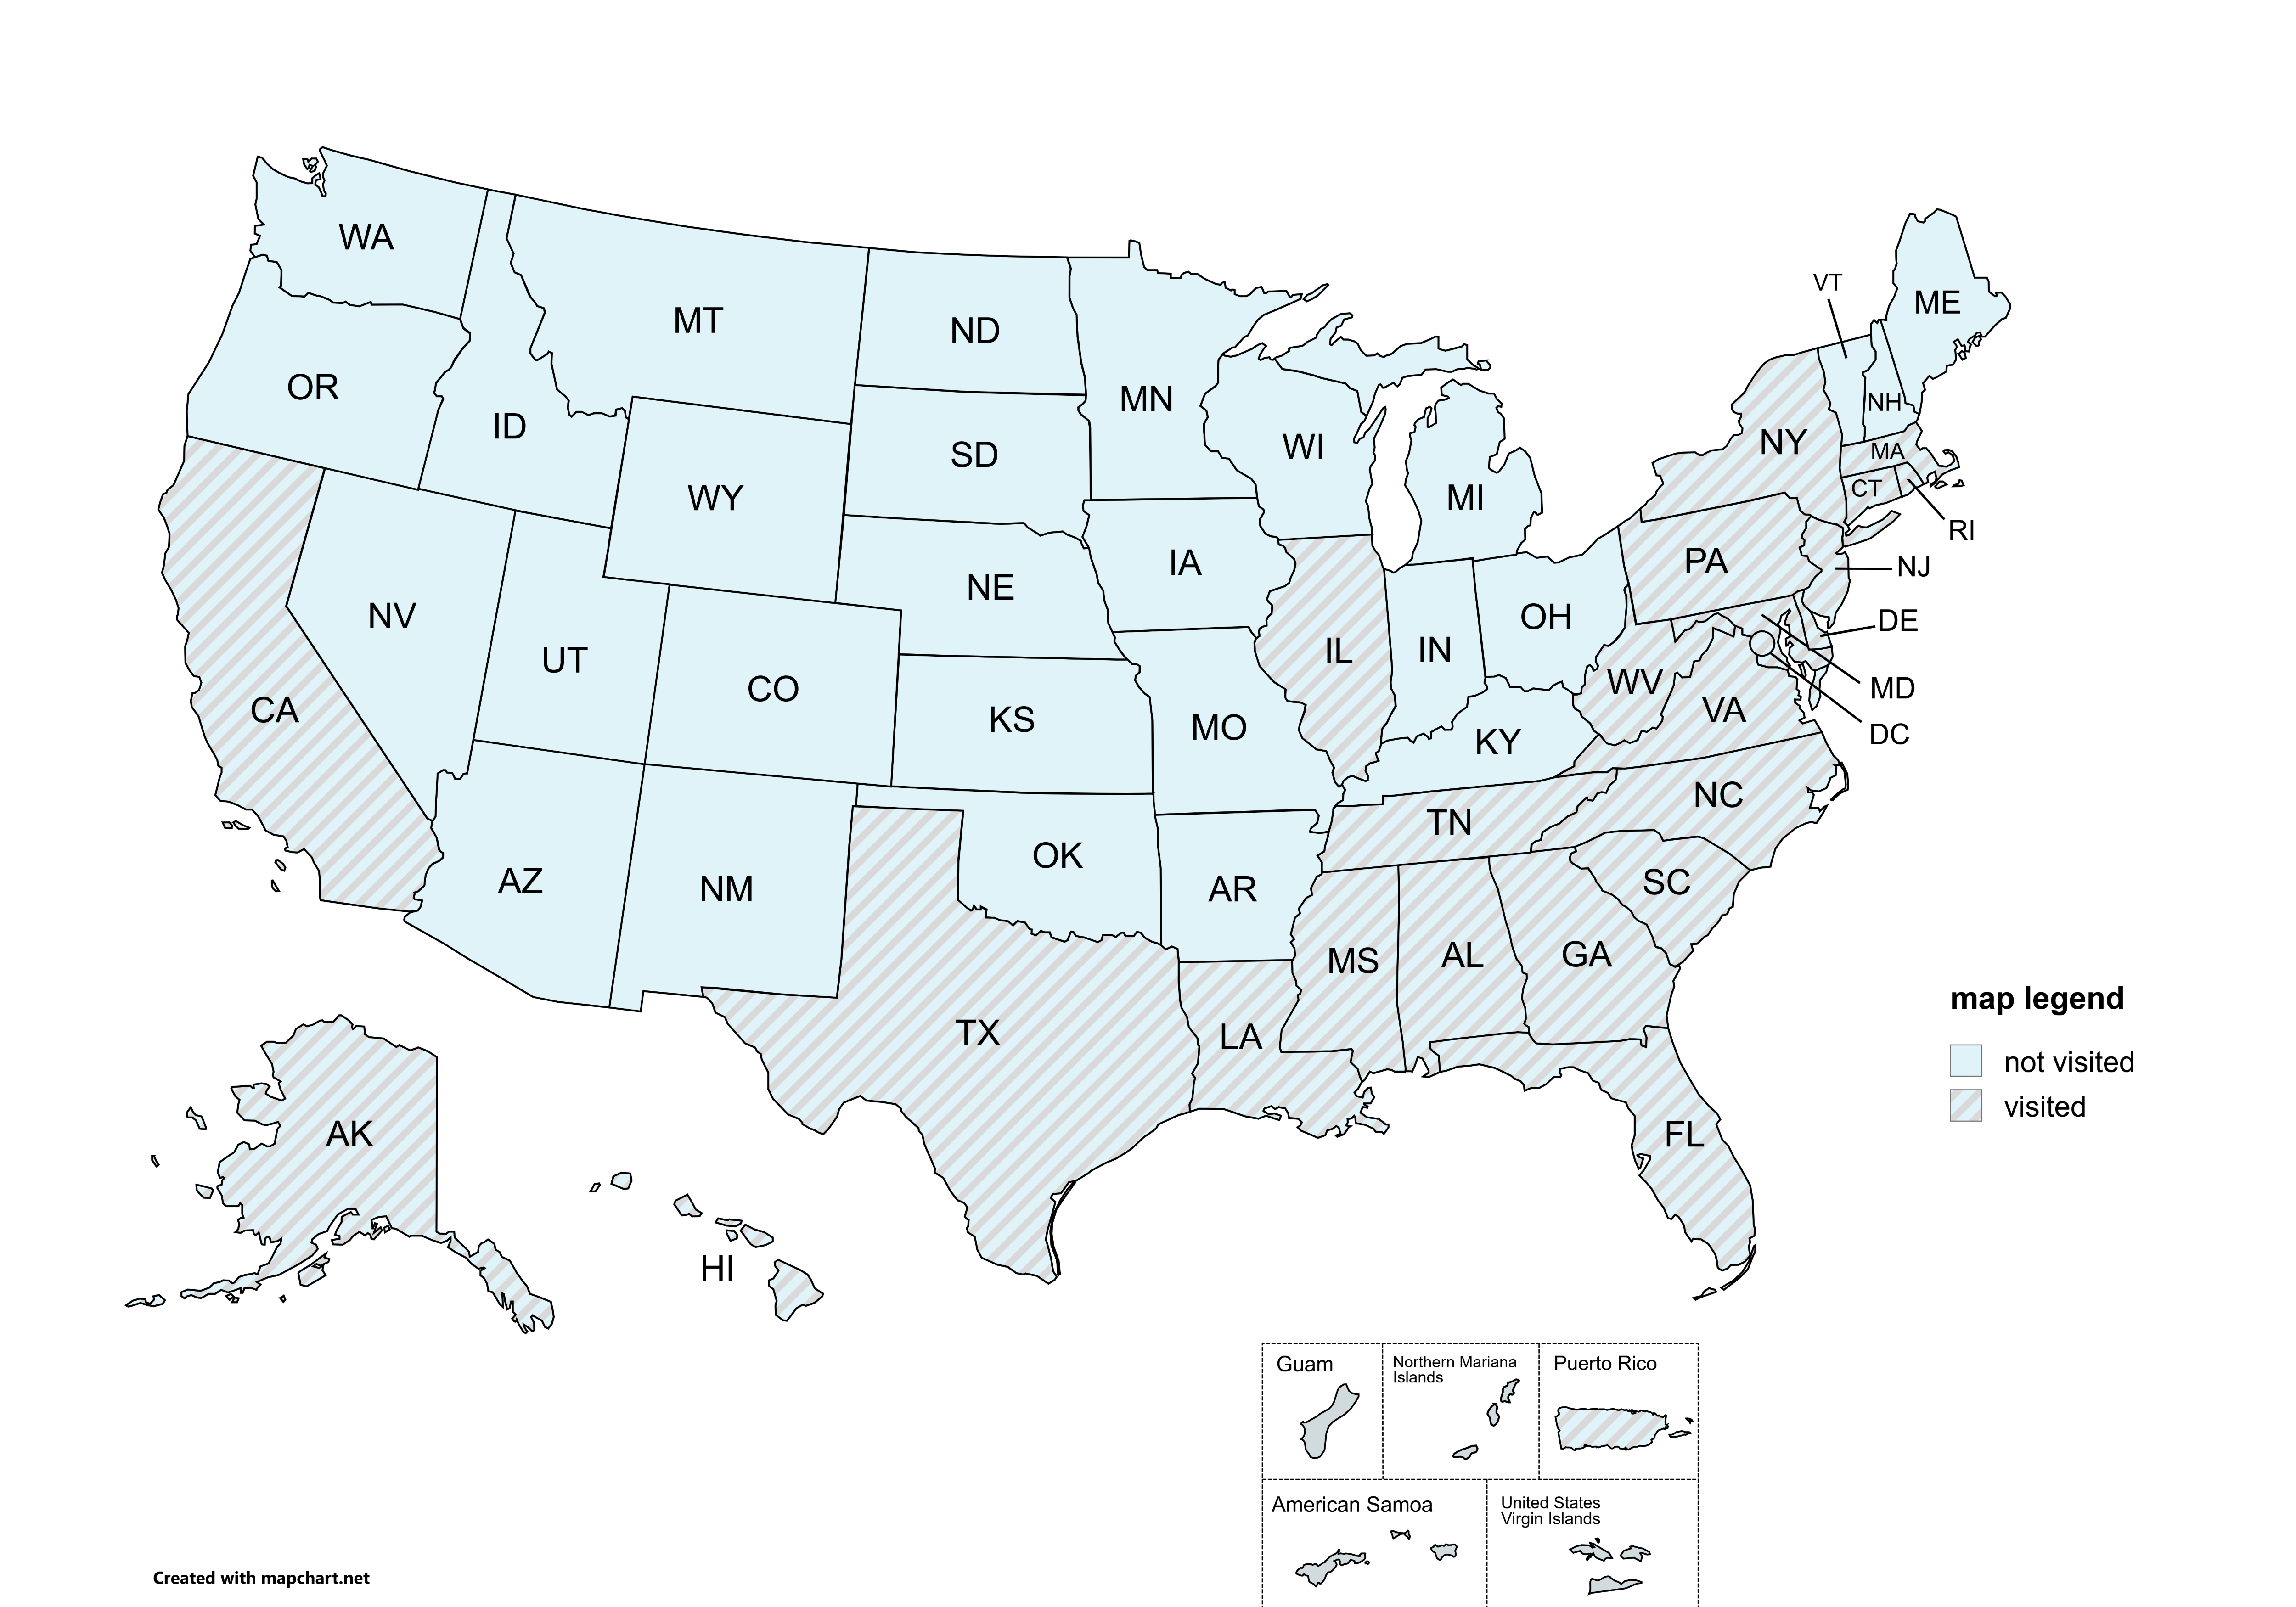 WA
MT
ND
MN
VT
ME
OR
ID
SD
WI
NH
NY
MA
WY
MI
CT
RI
IA
PA
NJ
NE
NV
OH
DE
IL
IN
UT
CO
WV
MD
CA
KS
MO
VA
DC
KY
NC
TN
OK
AZ
NM
AR
SC
MS
AL
GA
TX
LA
map legend
not visited
visited
AK
FL
HI
Guam
Northern Mariana
Islands
Puerto Rico
American Samoa
United States
Virgin Islands
Created with mapchart.net